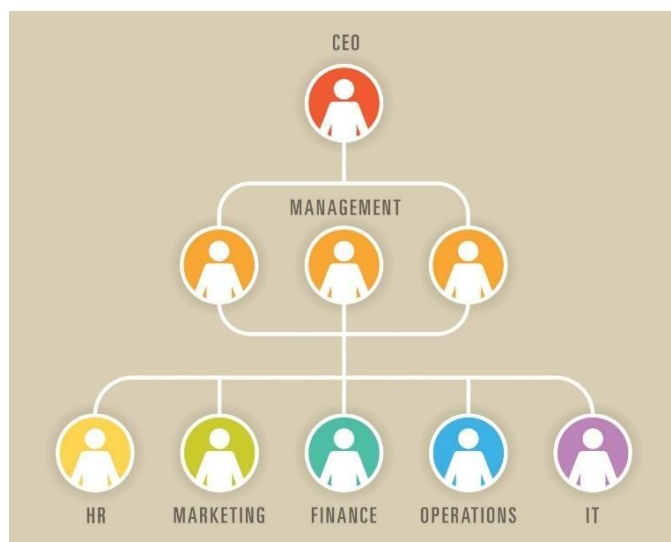 CEO
MANAGEMENT
HR
MARKETING
FINANCE
OPERATIONS
IT